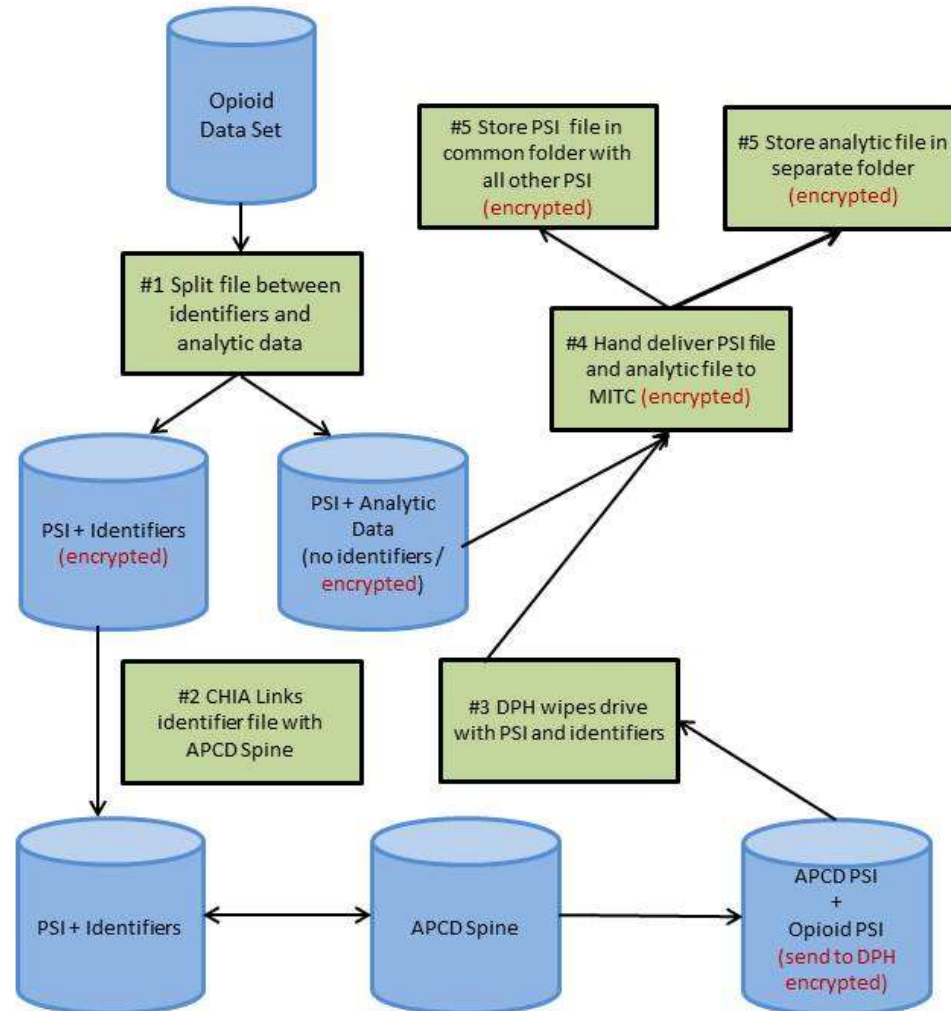 Opioid
Data Set
#1 Split file between
identifiers and
analytic data
PSI + Identifiers
(encrypted)
PSI + Analytic
Data
(no identifiers /
encrypted)
#2 CHIA Links
identifier file with
APCD Spine
PSI + Identifiers
APCD Spine
APCD PSI
+
Opioid PSI
(send to DPH
encrypted)
#3 DPH wipes drive
with PSI and identifiers
#4 Hand deliver PSI file
and analytic file to
MITC (encrypted)
#5 Store PSI file in
common folder with
all other PSI
(encrypted)
#5 Store analytic file in
separate folder
(encrypted)